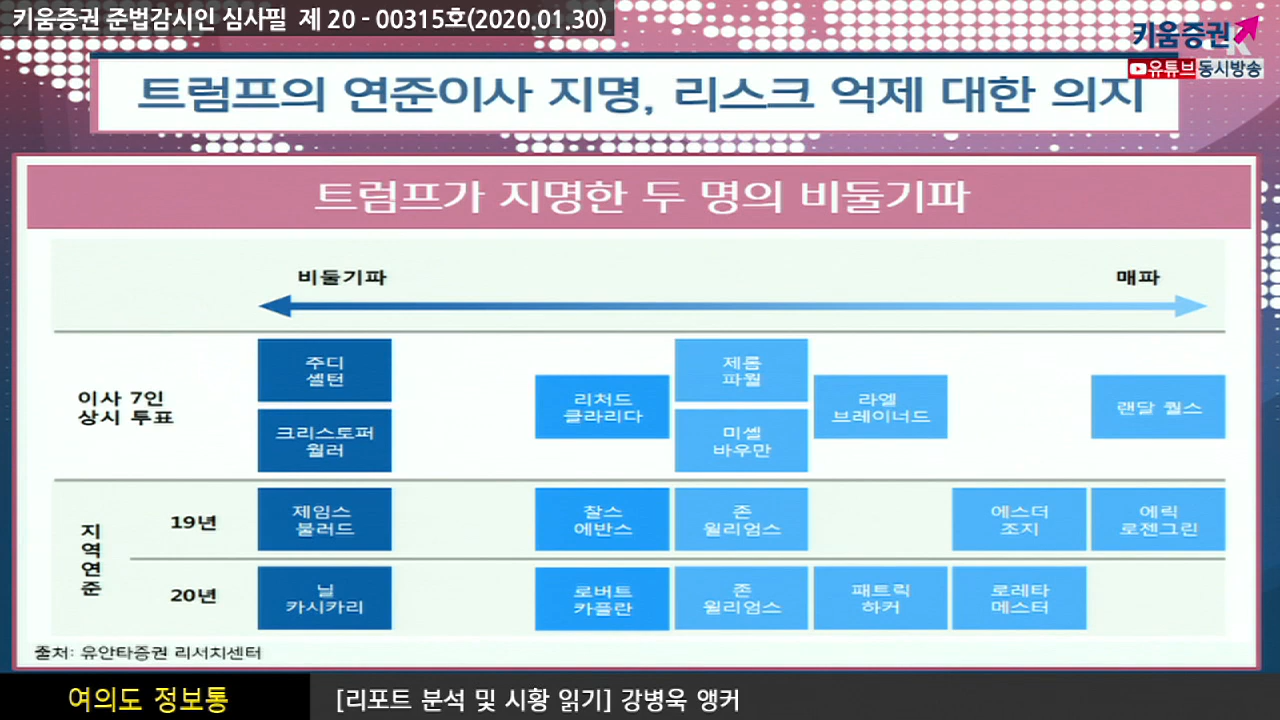 키움증권 준법감시인 심사필 제 20 - 00315호(2020.01.30)
키움증권
유튜브 동시방송
트럼프의 연준이사 지명, 리스크 억제 대한 의지
트럼프가 지명한 두 명의 비둘기파
비둘기파
매파
이사 7인
상시 투표
주디
셸턴
크리스토퍼
월러
리처드
클라리다
제롬
파월
미셸
바우만
라엘
브레이너드
랜달 퀄스
지역연준
19년
제임스
불러드
찰스
에반스
존
윌리엄스
에스더
조지
에릭
로젠그린
20년
닐
카시카리
로버트
카플란
존
윌리엄스
패트릭
하커
로레타
메스터
출처: 유안타증권 리서치센터
여의도 정보통
[리포트 분석 및 시황 읽기] 강병욱 앵커